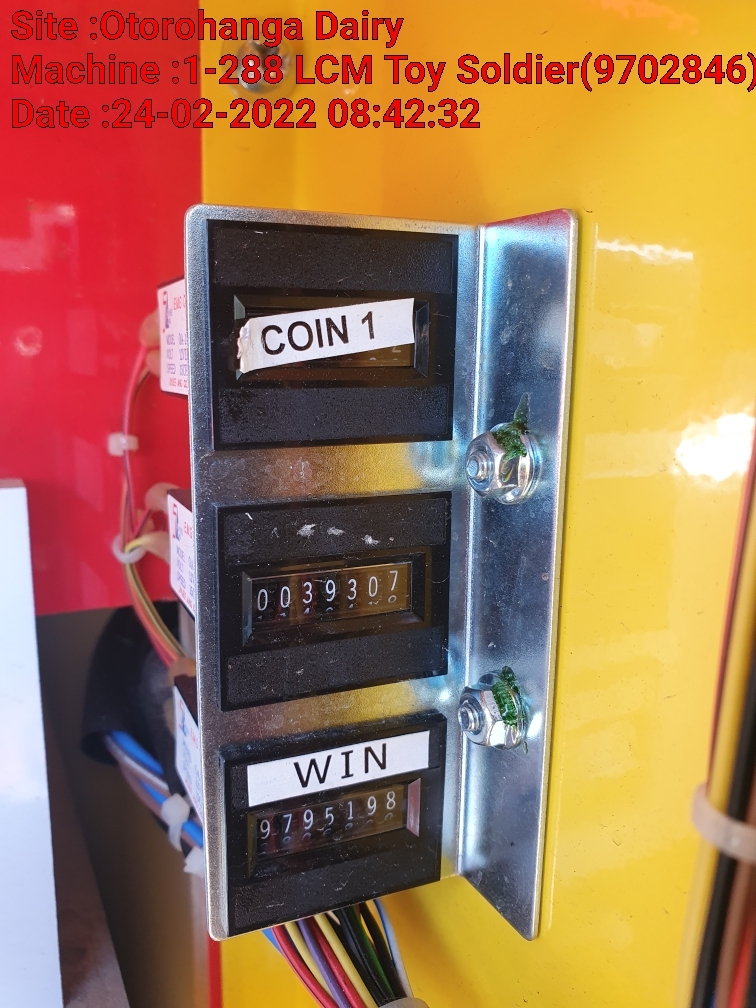 Site :Otorohanga Dairy
Machine :1-288 LCM Toy Soldier(9702846)
Date :24-02-2022 08:42:32
COIN 1
0039307
WIN
9795198